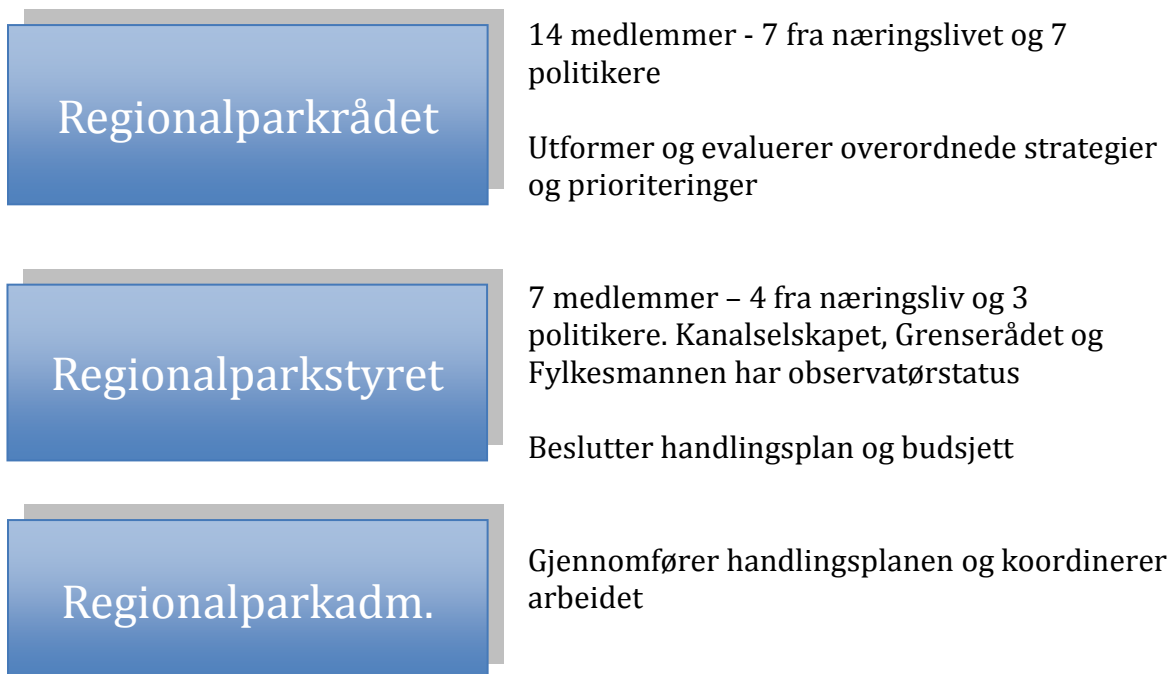 Regionalparkrådet
14 medlemmer - 7 fra næringslivet og 7
politikere
Utformer og evaluerer overordnede strategier
og prioriteringer
Regionalparkstyret
7 medlemmer – 4 fra næringsliv og 3
politikere. Kanalselskapet, Grenserådet og
Fylkesmannen har observatørstatus
Beslutter handlingsplan og budsjett
Regionalparkadm.
Gjennomfører handlingsplanen og koordinerer
arbeidet